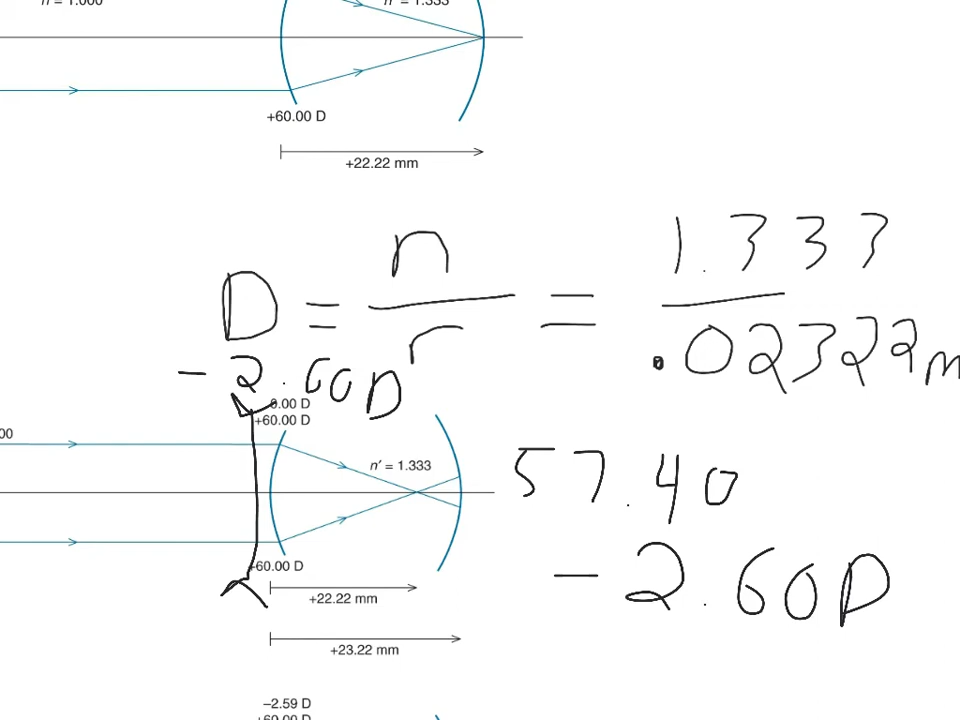 n = 1.000
n' = 1.333
+60.00 D
+22.22 mm
D = n/r = 1.333/.02322m
-2.60D
0.00 D
+60.00 D
00
n' = 1.333
57.40
+60.00 D
-2.60D
+22.22 mm
+23.22 mm
–2.59 D
+60.00 D